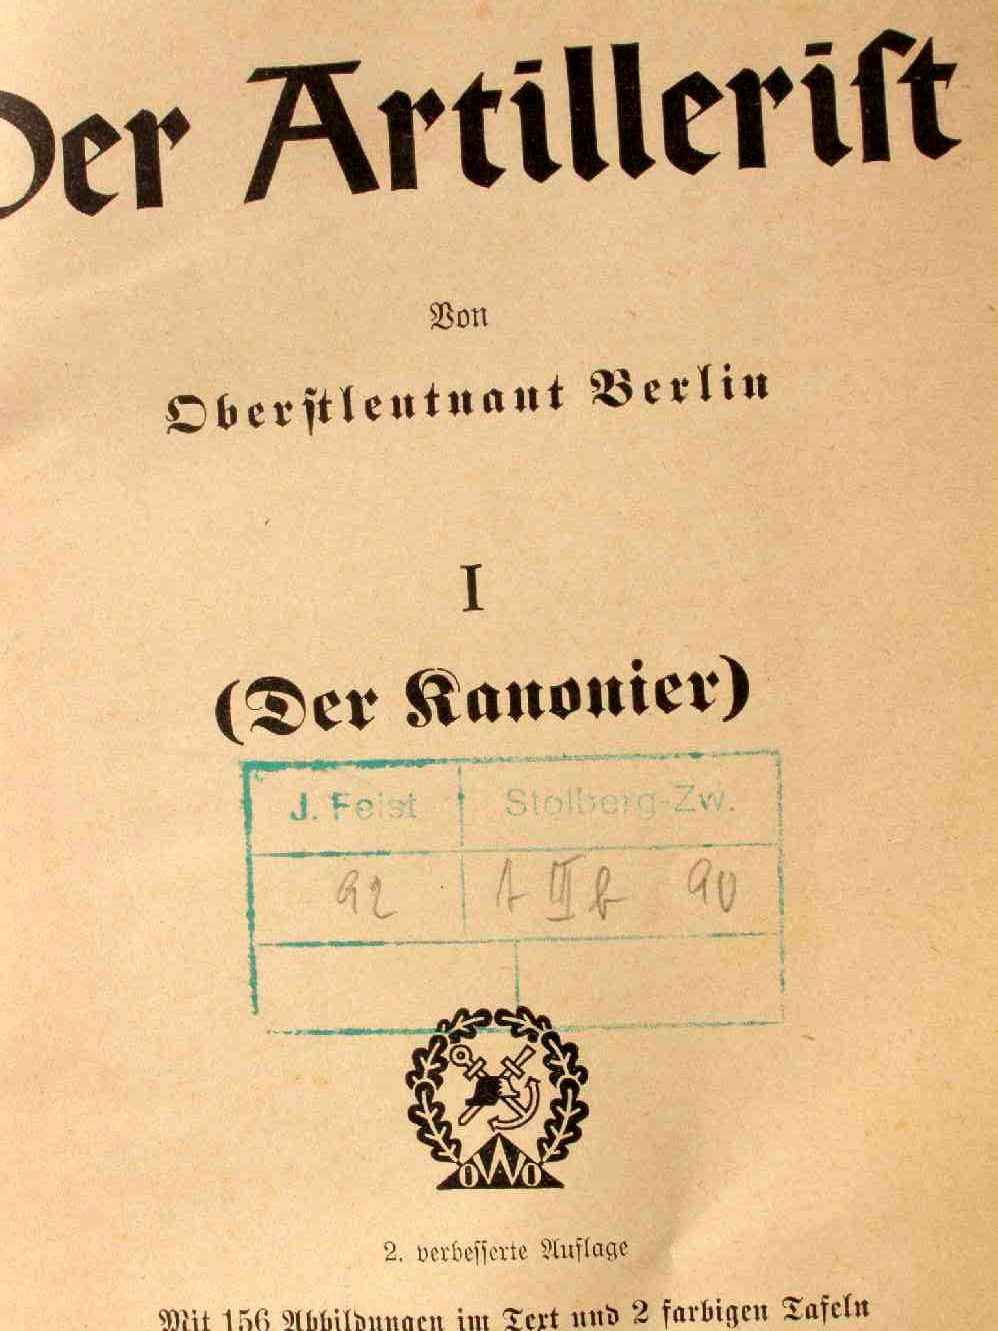 Der Artillerist
Von
Oberstleutnant Berlin
I
(Der Kanonier)
J. Feist Stolberg-Zw.
92 A III b 90
OWO
2. verbesserte Auflage
Mit 156 Abbildungen im Text und 2 farbigen Tafeln